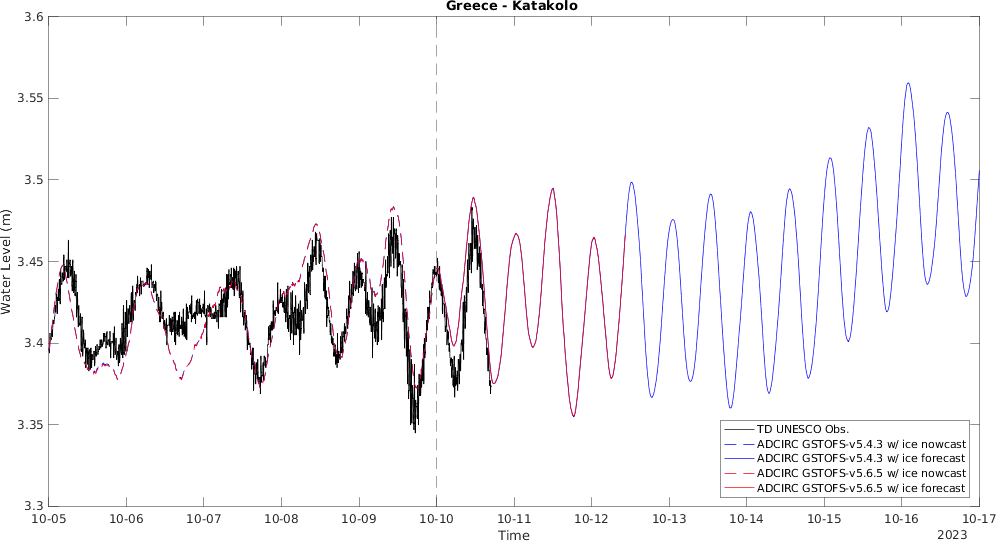 Greece - Katakolo
Water Level (m)
3.6
3.55
3.5
3.45
3.4
3.35
3.3
TD UNESCO Obs.
ADCIRC GSTOFS-v5.4.3 w/ ice nowcast
ADCIRC GSTOFS-v5.4.3 w/ ice forecast
ADCIRC GSTOFS-v5.6.5 w/ ice nowcast
ADCIRC GSTOFS-v5.6.5 w/ ice forecast
10-05 10-06 10-07 10-08 10-09 10-10 10-11 10-12 10-13 10-14 10-15 10-16 10-17
Time
2023